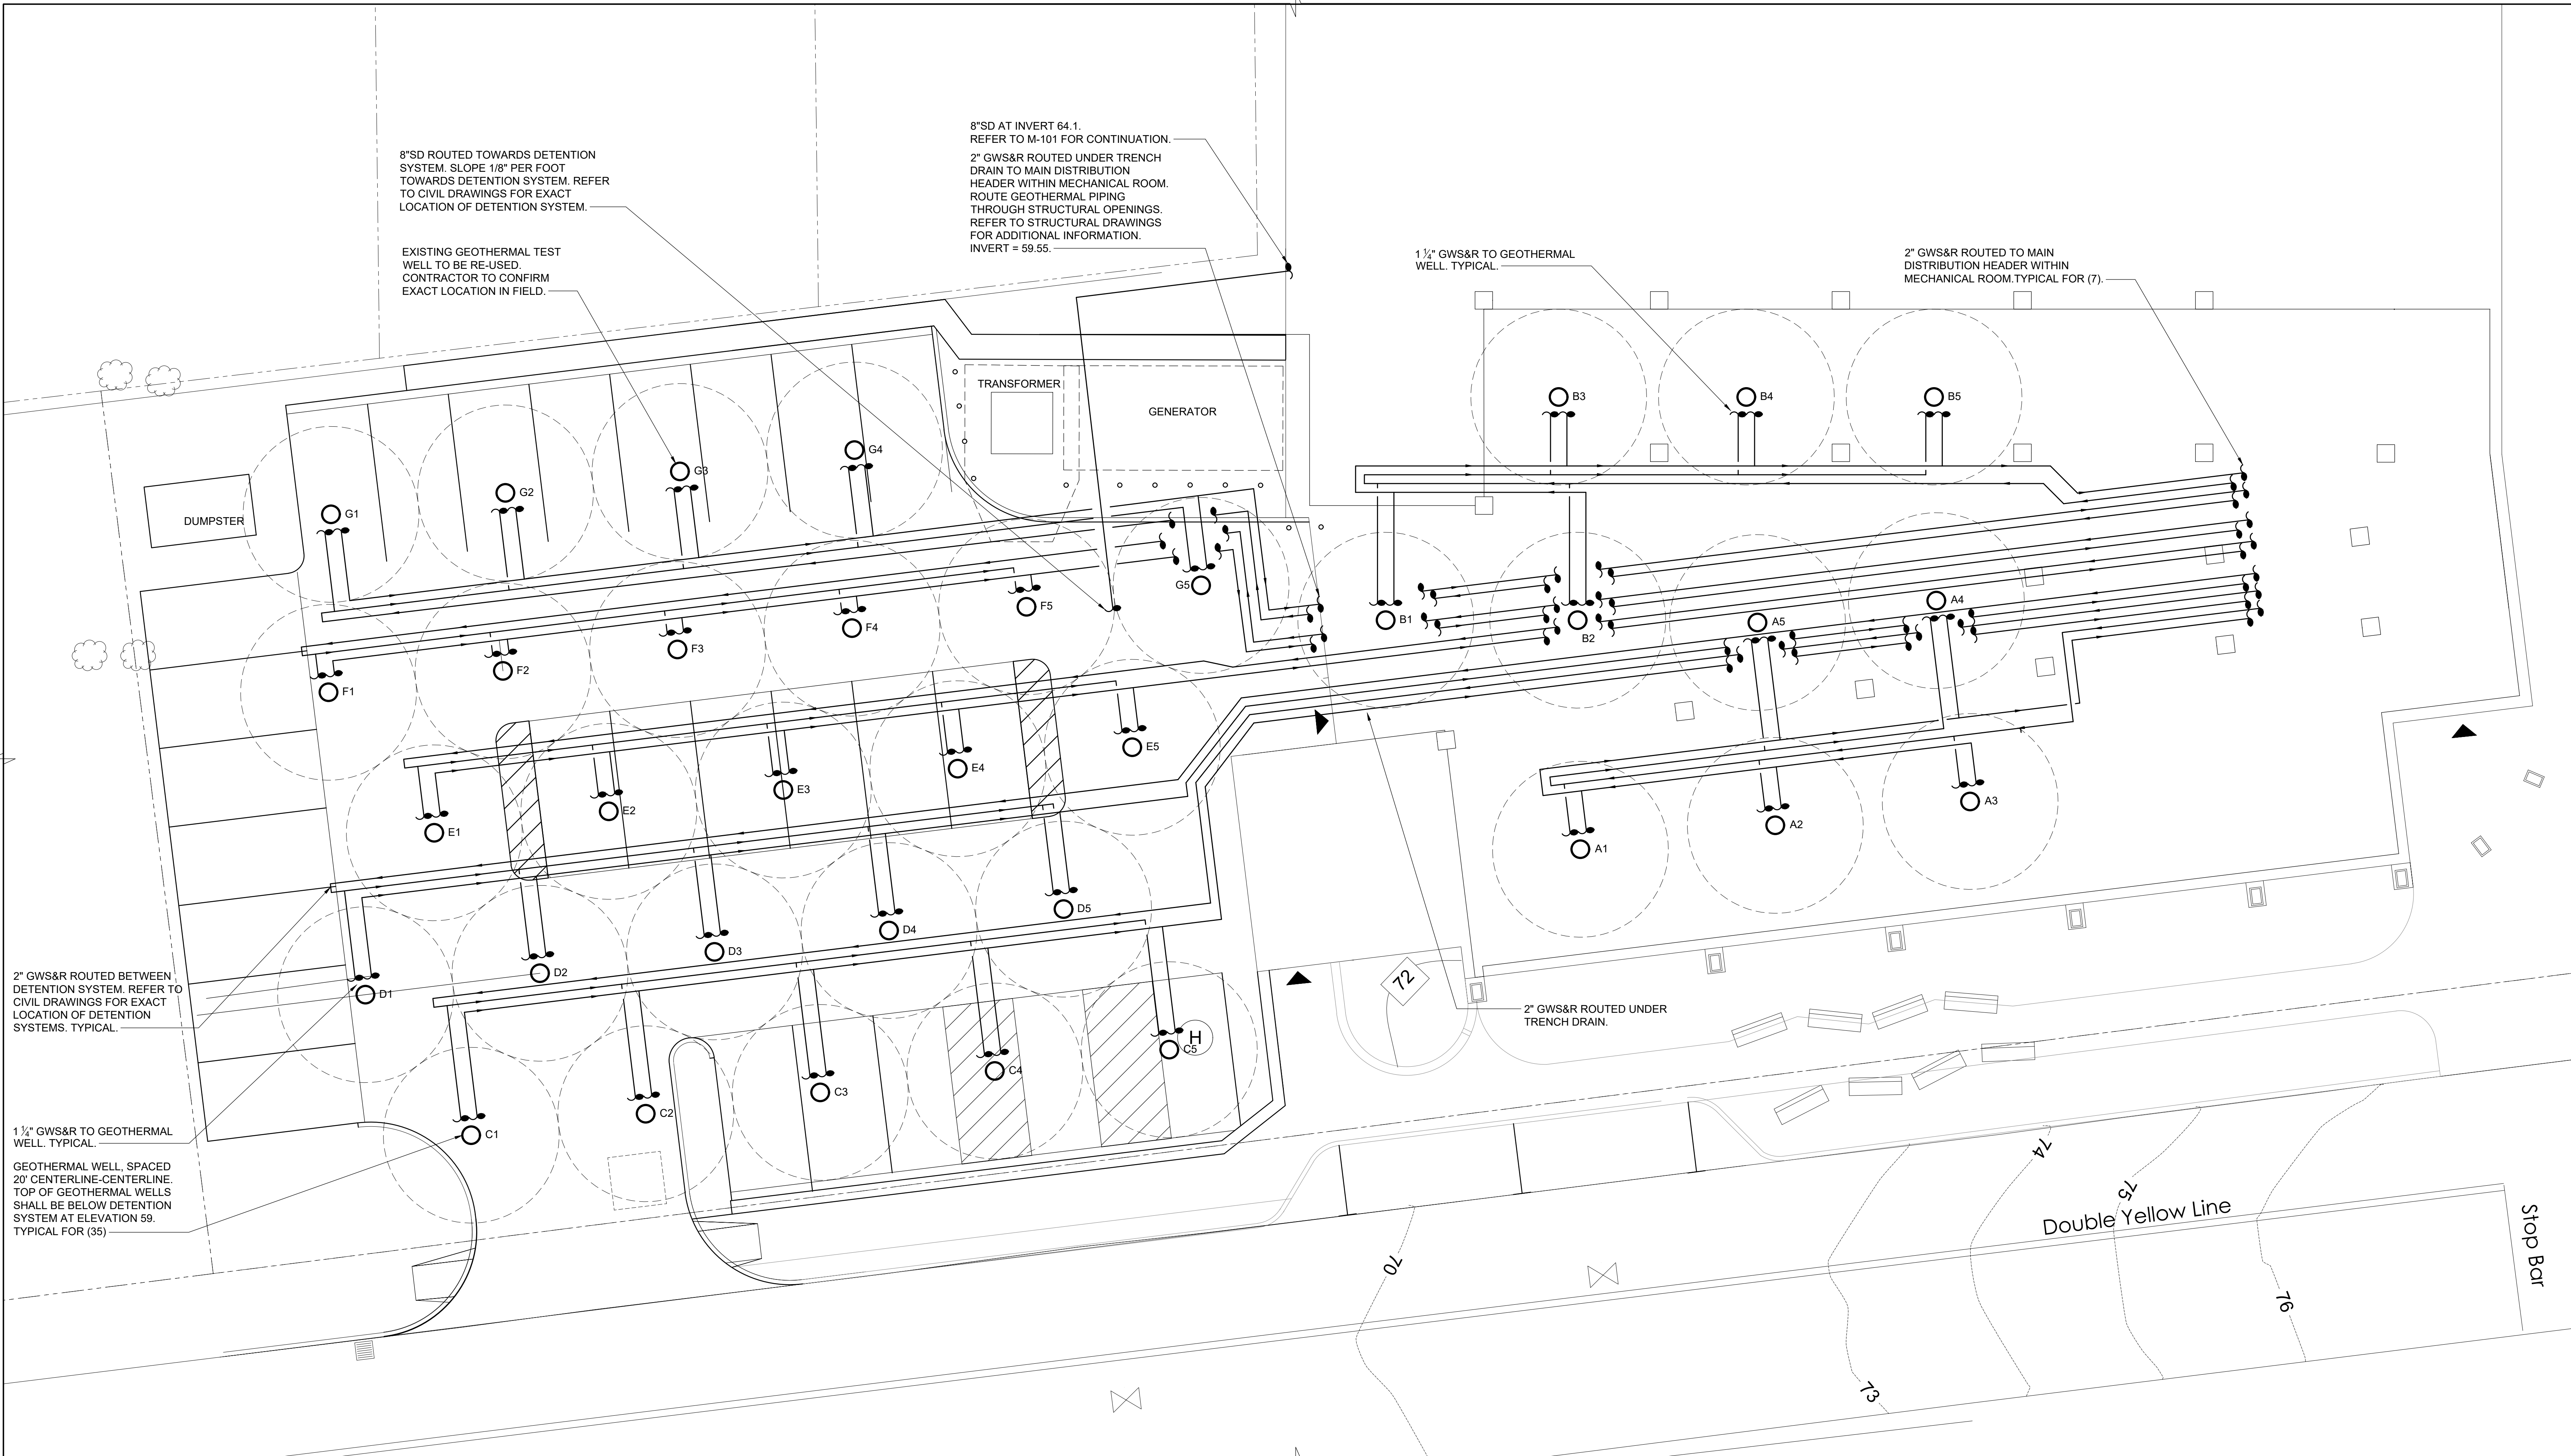 8"SD ROUTED TOWARDS DETENTION
SYSTEM. SLOPE 1/8" PER FOOT
TOWARDS DETENTION SYSTEM. REFER
TO CIVIL DRAWINGS FOR EXACT
LOCATION OF DETENTION SYSTEM.
EXISTING GEOTHERMAL TEST
WELL TO BE RE-USED.
CONTRACTOR TO CONFIRM
EXACT LOCATION IN FIELD.
8"SD AT INVERT 64.1.
REFER TO M-101 FOR CONTINUATION.
2" GWS&R ROUTED UNDER TRENCH
DRAIN TO MAIN DISTRIBUTION
HEADER WITHIN MECHANICAL ROOM.
ROUTE GEOTHERMAL PIPING
THROUGH STRUCTURAL OPENINGS.
REFER TO STRUCTURAL DRAWINGS
FOR ADDITIONAL INFORMATION.
INVERT = 59.55.
1 ¼" GWS&R TO GEOTHERMAL
WELL. TYPICAL.
2" GWS&R ROUTED TO MAIN
DISTRIBUTION HEADER WITHIN
MECHANICAL ROOM.TYPICAL FOR (7).
TRANSFORMER
GENERATOR
DUMPSTER
B3
B4
B5
G1
G2
G3
G4
G5
F1
F2
F3
F4
F5
B1
B2
A5
A4
E1
E2
E3
E4
E5
A1
A2
A3
D1
D2
D3
D4
D5
C1
C2
C3
C4
C5
H
72
2" GWS&R ROUTED BETWEEN
DETENTION SYSTEM. REFER TO
CIVIL DRAWINGS FOR EXACT
LOCATION OF DETENTION
SYSTEMS. TYPICAL.
2" GWS&R ROUTED UNDER
TRENCH DRAIN.
1 ¼" GWS&R TO GEOTHERMAL
WELL. TYPICAL.
GEOTHERMAL WELL, SPACED
20' CENTERLINE-CENTERLINE.
TOP OF GEOTHERMAL WELLS
SHALL BE BELOW DETENTION
SYSTEM AT ELEVATION 59.
TYPICAL FOR (35)
70
73
74
75
76
Double Yellow Line
Stop Bar